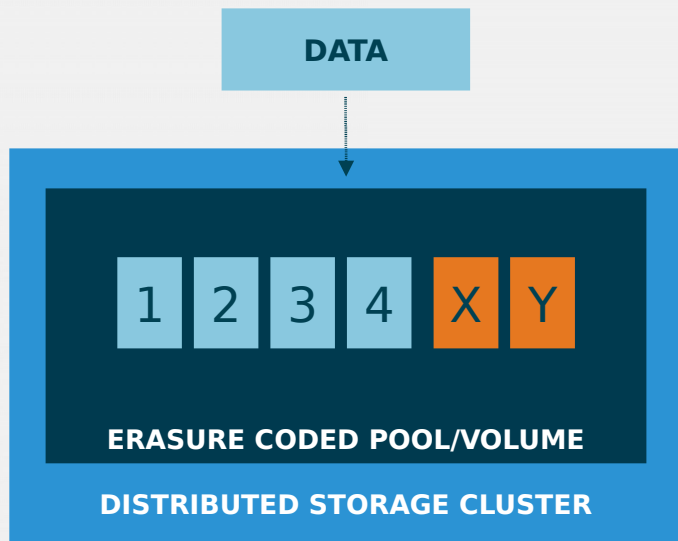 DATA
1 2 3 4 X Y
ERASURE CODED POOL/VOLUME
DISTRIBUTED STORAGE CLUSTER